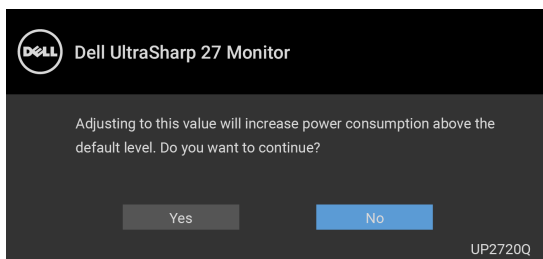 DELL
Dell UltraSharp 27 Monitor
Adjusting to this value will increase power consumption above the
default level. Do you want to continue?
Yes
No
UP2720Q